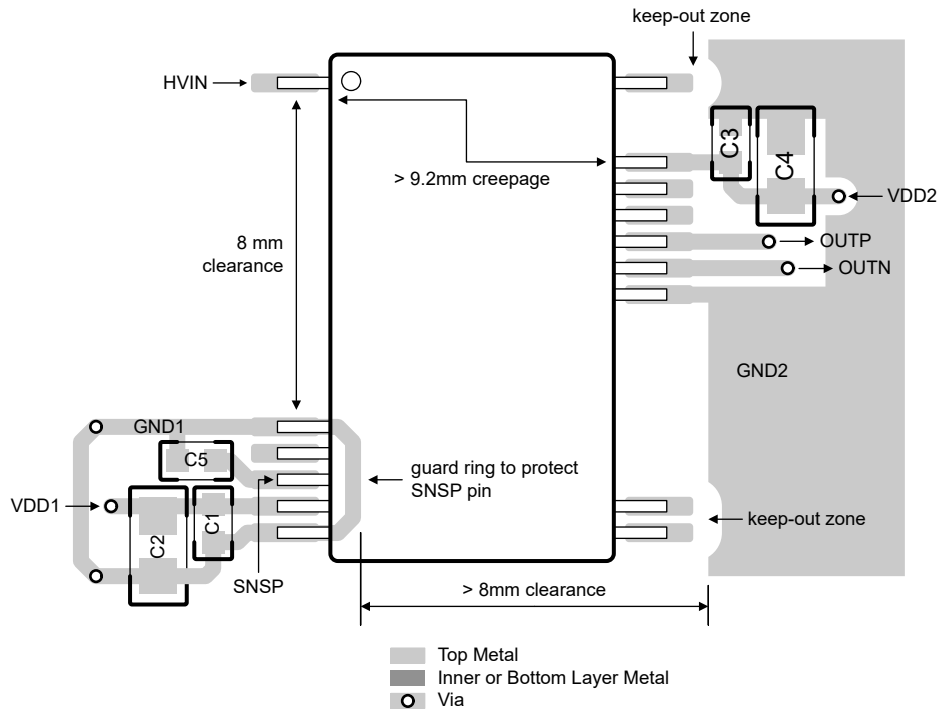 keep-out zone
HVIN
C3
C4
> 9.2mm creepage
VDD2
8 mm
clearance
OUTP
OUTN
GND2
GND1
C5
guard ring to protect
SNSP pin
VDD1
C1
C2
keep-out zone
SNSP
> 8mm clearance
Top Metal
Inner or Bottom Layer Metal
Via